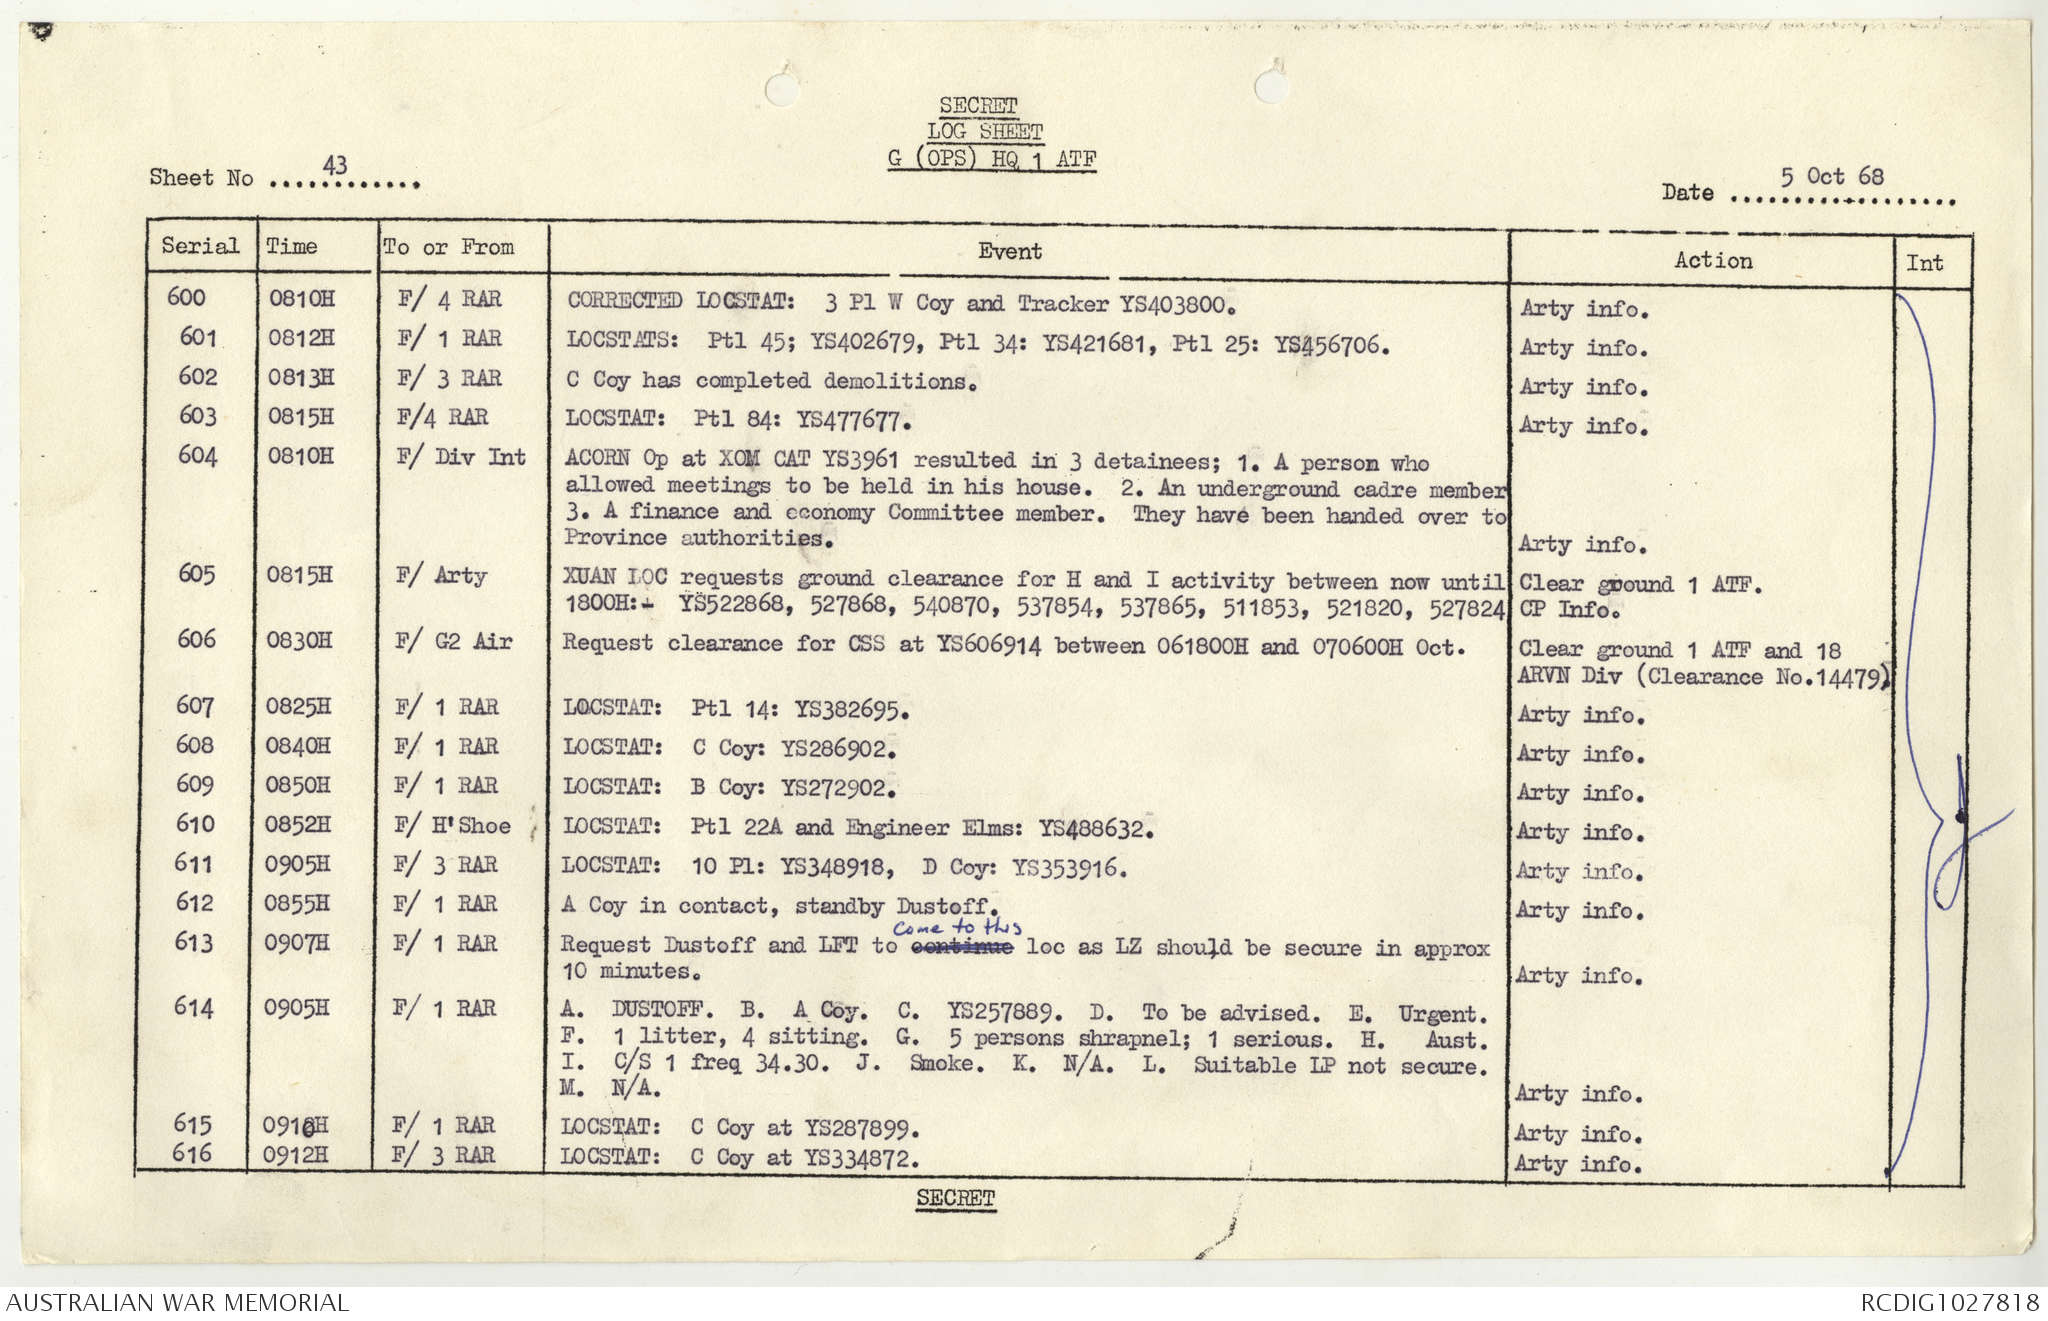 SECRET
LOG SHEET
G (OPS) HQ 1 ATF
Sheet No 43
Date 5 Oct 68
Serial Time To or From Event Action Int
600 0810H F/ 4 RAR CORRECTED LOCSTAT: 3 Pl W Coy and Tracker YS403800. Arty info.
601 0812H F/ 1 RAR LOCSTATS: Ptl 45; YS402679, Ptl 34: YS421681, Ptl 25: YS456706. Arty info.
602 0813H F/ 3 RAR C Coy has completed demolitions. Arty info.
603 0815H F/4 RAR LOCSTAT: Ptl 84: YS477677. Arty info.
604 0810H F/ Div Int ACORN Op at XOM CAT YS3961 resulted in 3 detainees; 1. A person who
allowed meetings to be held in his house. 2. An underground cadre member
3. A finance and economy Committee member. They have been handed over to
Province authorities. Arty info.
605 0815H F/ Arty XUAN LOC requests ground clearance for H and I activity between now until Clear ground 1 ATF.
1800H:- YS522868, 527868, 540870, 537854, 537865, 511853, 521820, 527824 CP Info.
606 0830H F/ G2 Air Request clearance for CSS at YS606914 between 061800H and 070600H Oct. Clear ground 1 ATF and 18
ARVN Div (Clearance No.14479).
607 0825H F/ 1 RAR LOCSTAT: Ptl 14: YS382695. Arty info.
608 0840H F/ 1 RAR LOCSTAT: C Coy: YS286902. Arty info.
609 0850H F/ 1 RAR LOCSTAT: B Coy: YS272902. Arty info.
610 0852H F/ H'Shoe LOCSTAT: Ptl 22A and Engineer Elms: YS488632. Arty info.
611 0905H F/ 3 RAR LOCSTAT: 10 Pl: YS348918, D Coy: YS353916. Arty info.
612 0855H F/ 1 RAR A Coy in contact, standby Dustoff. Arty info.
come to this
613 0907H F/ 1 RAR Request Dustoff and LFT to continue loc as LZ should be secure in approx
10 minutes. Arty info.
614 0905H F/ 1 RAR A. DUSTOFF. B. A Coy. C. YS257889. D. To be advised. E. Urgent.
F. 1 litter, 4 sitting. G. 5 persons shrapnel; 1 serious. H. Aust.
I. C/S 1 freq 34.30. J. Smoke. K. N/A. L. Suitable LP not secure.
M. N/A. Arty info.
615 0910H F/ 1 RAR LOCSTAT: C Coy at YS287899. Arty info.
616 0912H F/ 3 RAR LOCSTAT: C Coy at YS334872. Arty info.
SECRET
AUSTRALIAN WAR MEMORIAL RCDIG1027818